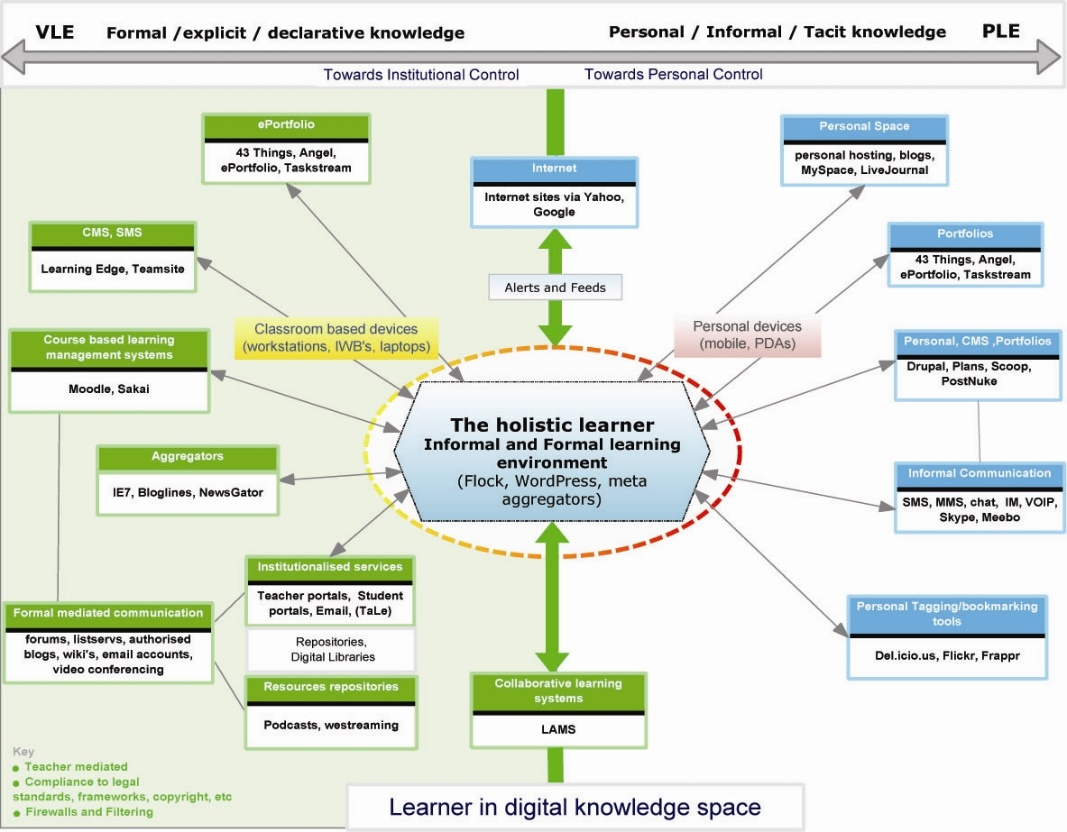 VLE Formal /explicit / declarative knowledge Personal / Informal / Tacit knowledge PLE
Towards Institutional Control Towards Personal Control
ePortfolio
43 Things, Angel,
ePortfolio, Taskstream
Internet
Internet sites via Yahoo,
Google
Personal Space
personal hosting, blogs,
MySpace, LiveJournal
CMS, SMS
Learning Edge, Teamsite
Alerts and Feeds
Portfolios
43 Things, Angel,
ePortfolio, Taskstream
Classroom based devices
(workstations, IWB's, laptops)
Personal devices
(mobile, PDAs)
Course based learning
management systems
Moodle, Sakai
Personal, CMS ,Portfolios
Drupal, Plans, Scoop,
PostNuke
The holistic learner
Informal and Formal learning
environment
(Flock, WordPress, meta
aggregators)
Aggregators
IE7, Bloglines, NewsGator
Informal Communication
SMS, MMS, chat, IM, VOIP,
Skype, Meebo
Institutionalised services
Teacher portals, Student
portals, Email, (TaLe)
Repositories,
Digital Libraries
Formal mediated communication
forums, listservs, authorised
blogs, wiki's, email accounts,
video conferencing
Resources repositories
Podcasts, westreaming
Collaborative learning
systems
LAMS
Personal Tagging/bookmarking
tools
Del.icio.us, Flickr, Frappr
Key
Teacher mediated
Compliance to legal
standards, frameworks, copyright, etc
Firewalls and Filtering
Learner in digital knowledge space